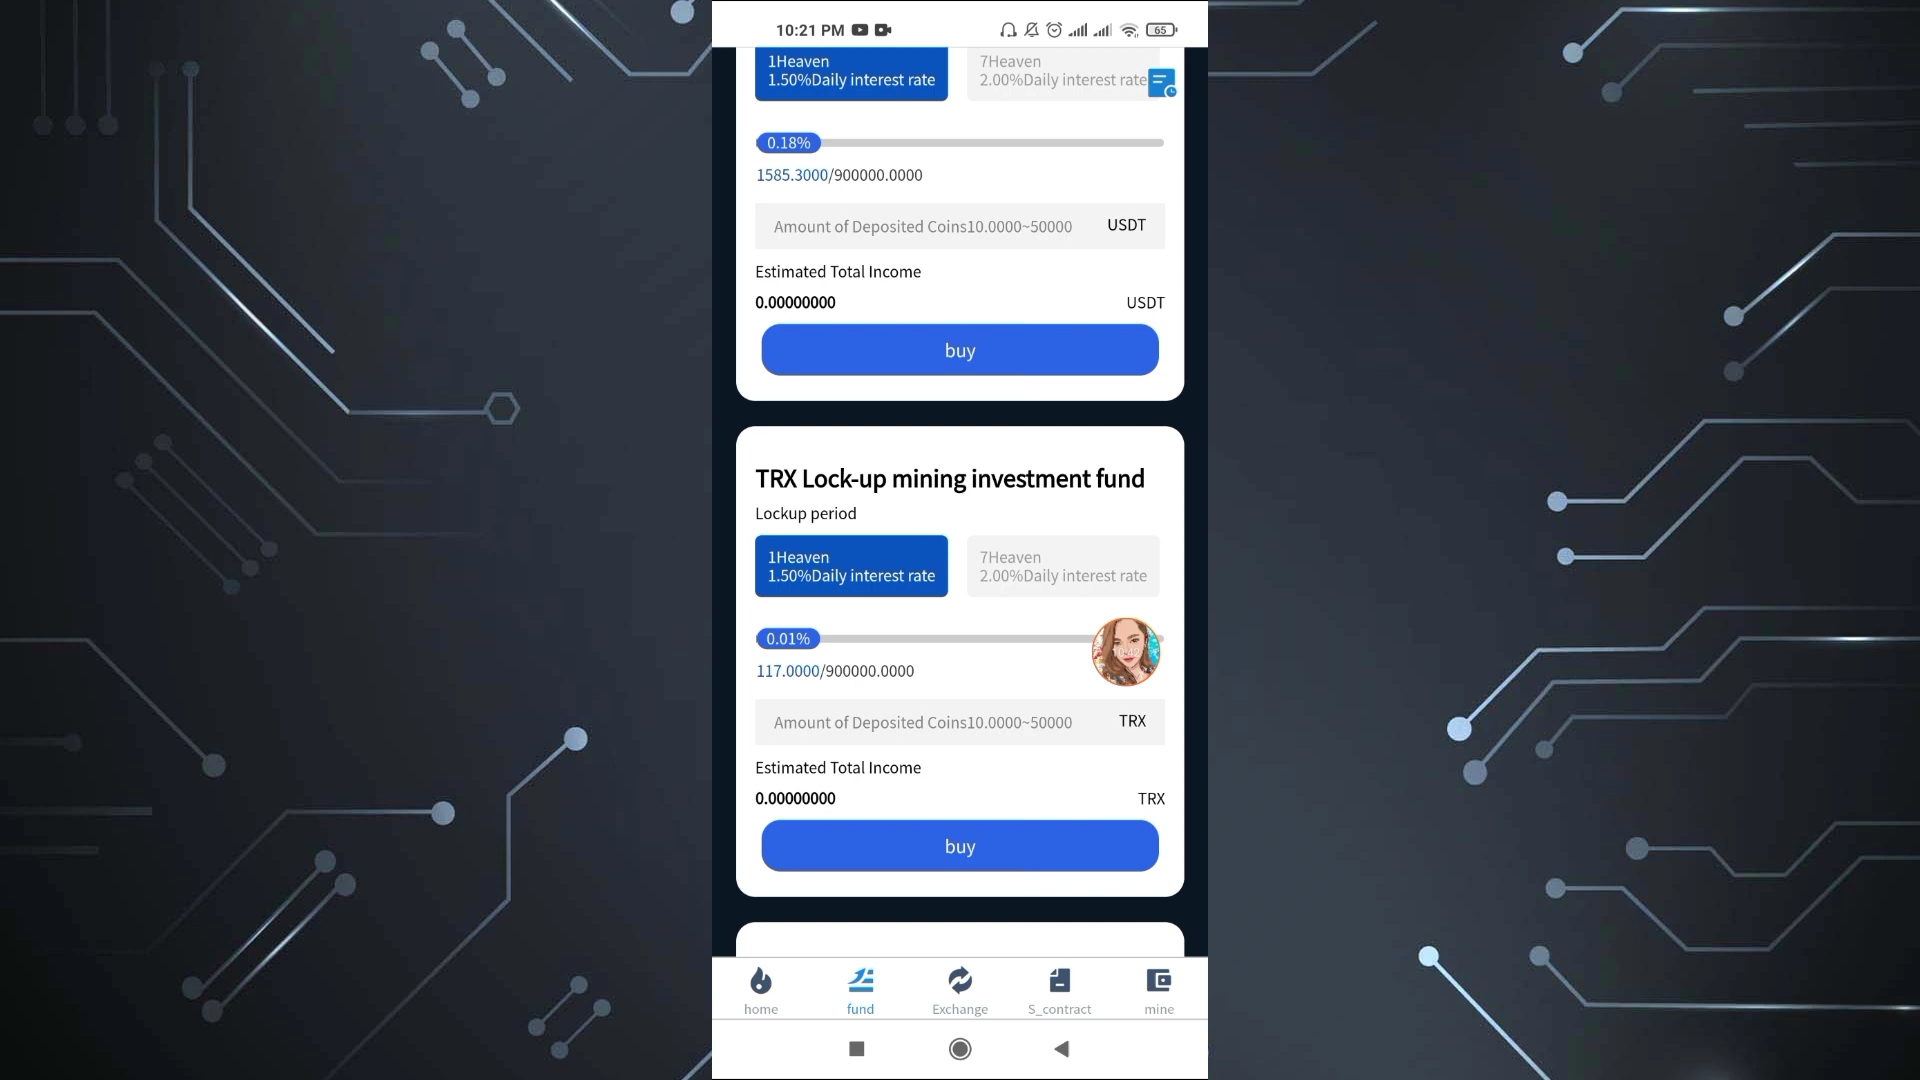 10:21 PM
65
1Heaven
1.50%Daily interest rate
7Heaven
2.00%Daily interest rate
0.18%
1585.3000/900000.0000
Amount of Deposited Coins10.0000~50000
USDT
Estimated Total Income
0.00000000
USDT
buy
TRX Lock-up mining investment fund
Lockup period
1Heaven
1.50%Daily interest rate
7Heaven
2.00%Daily interest rate
0.01%
117.0000/900000.0000
Amount of Deposited Coins10.0000~50000
TRX
Estimated Total Income
0.00000000
TRX
buy
home
fund
Exchange
S_contract
mine